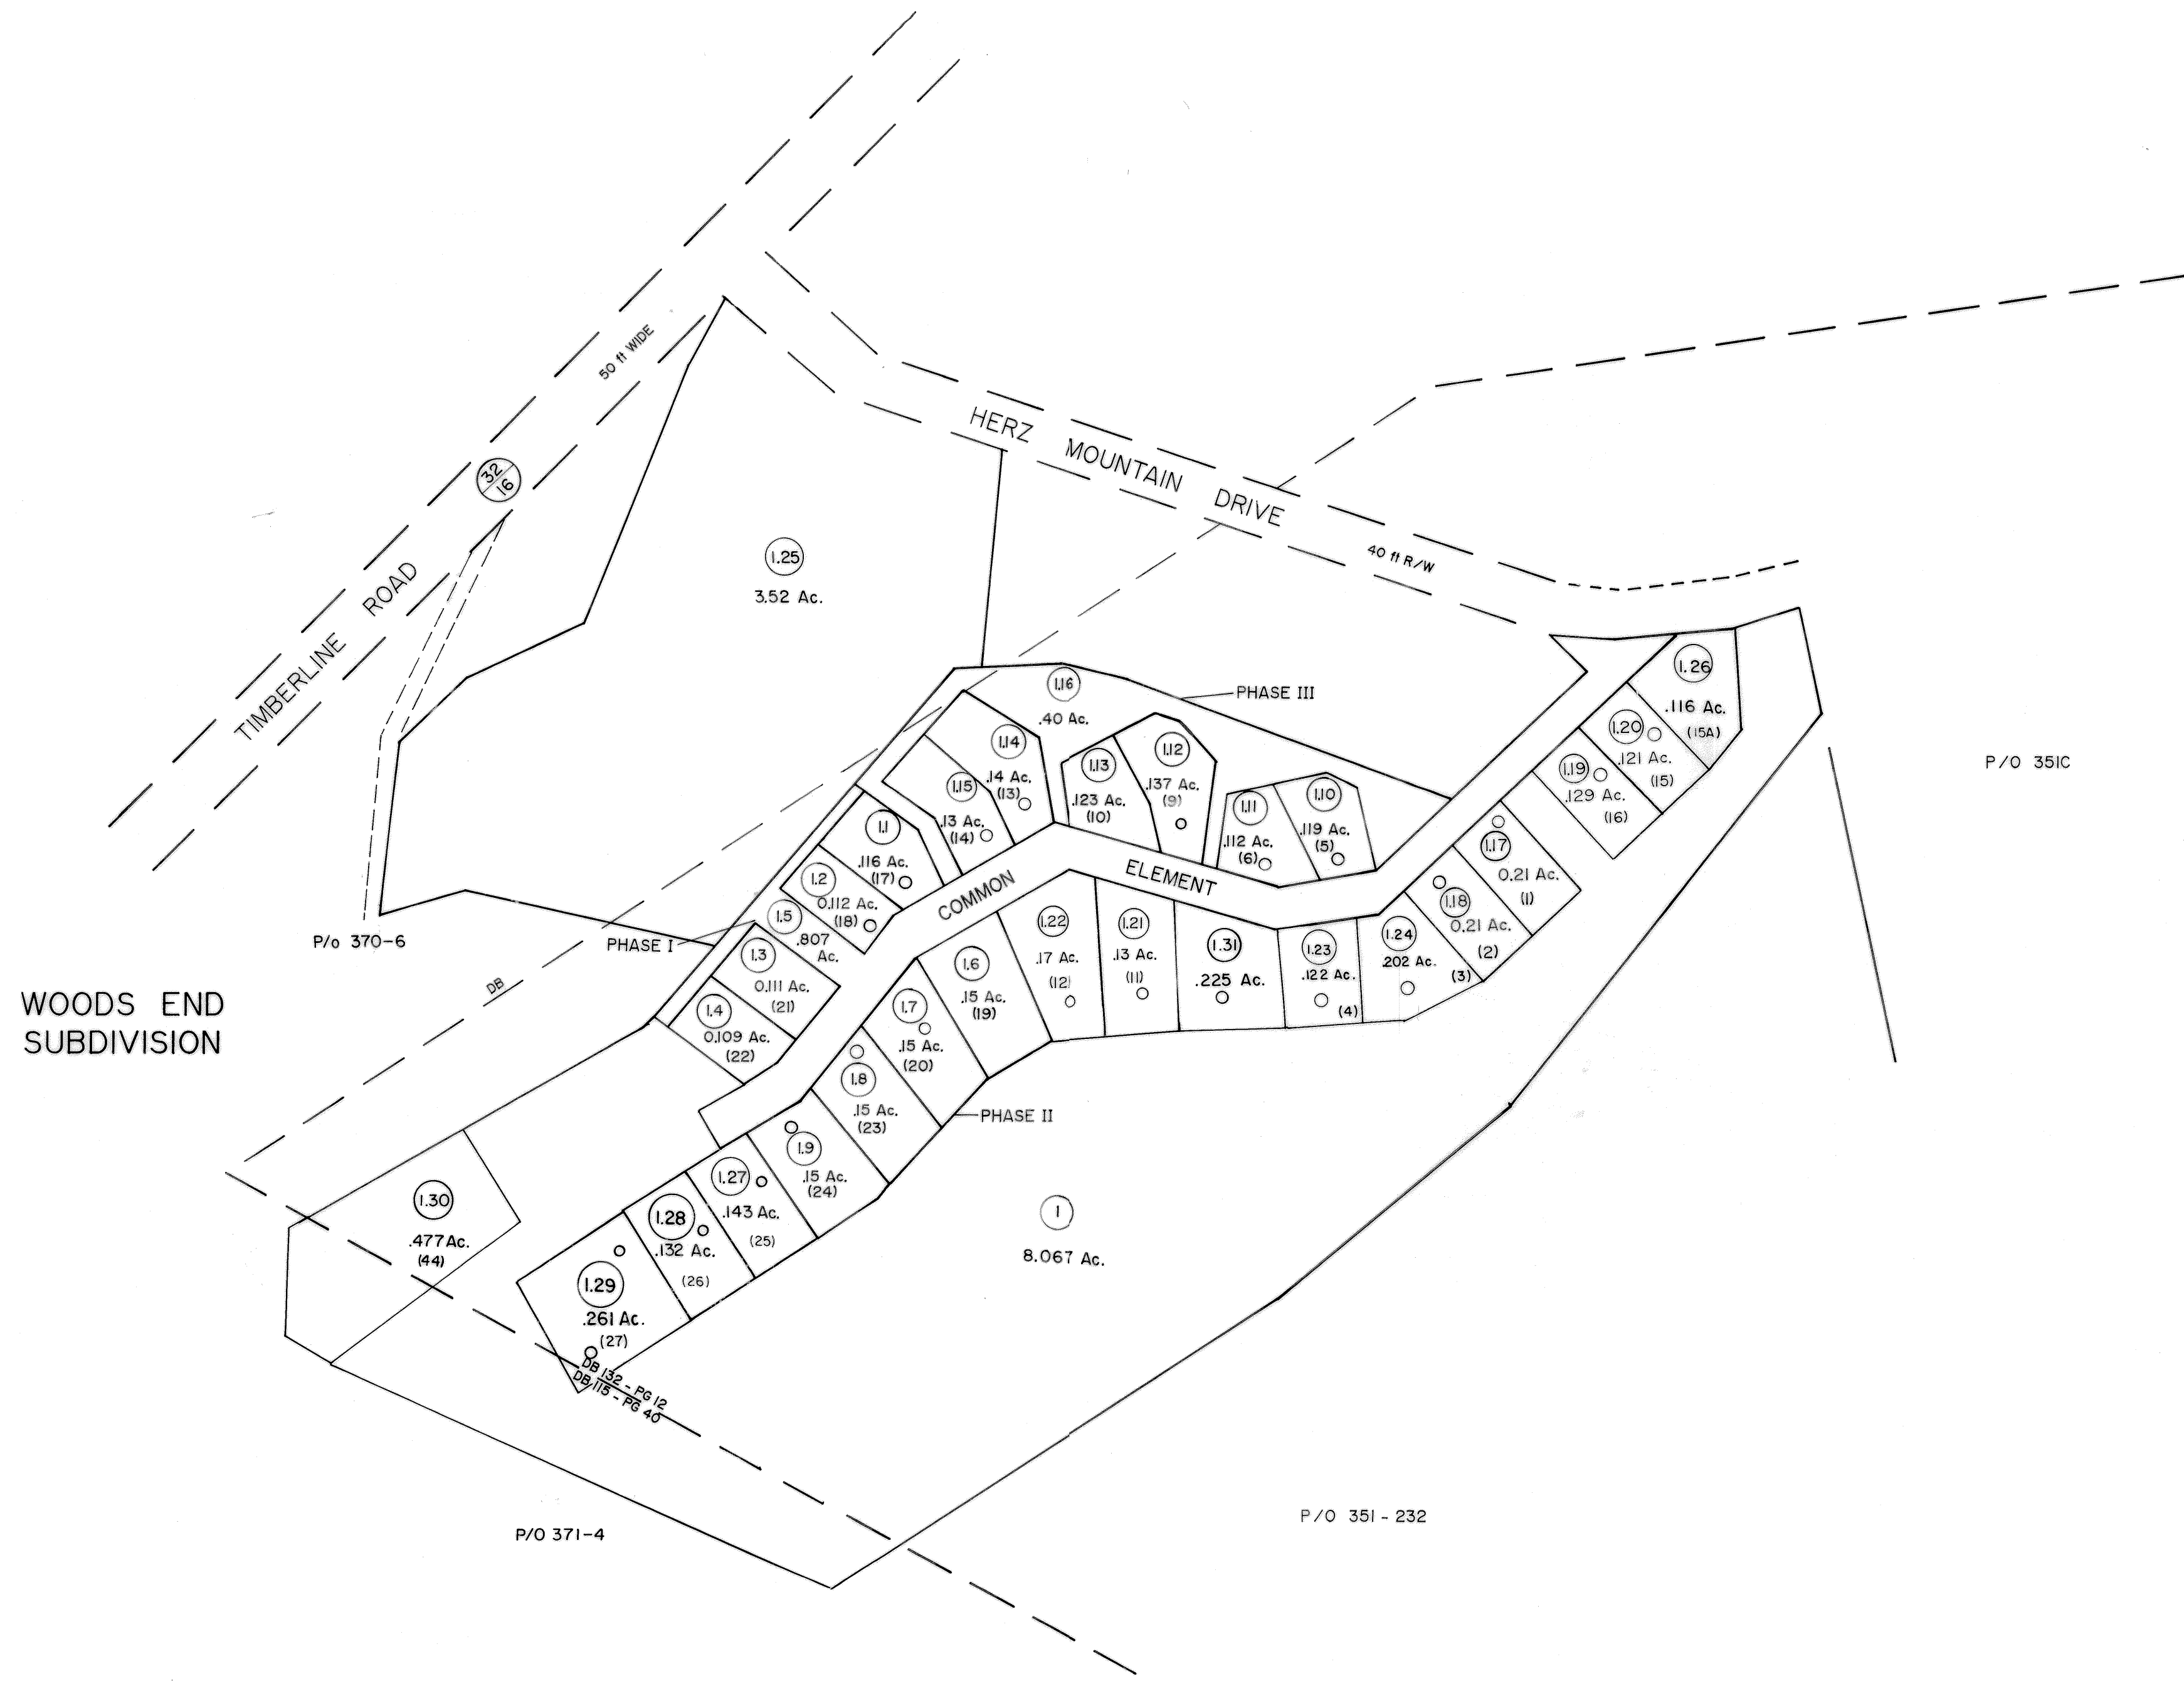 50 ft WIDE
HERZ MOUNTAIN DRIVE
40 ft R/W
32
16
TIMBERLINE ROAD
1.25
3.52 Ac.
PHASE III
1.16
.40 Ac.
1.26
.116 Ac.
(15A)
1.20
.121 Ac.
(15)
1.19
.129 Ac.
(16)
P/O 351C
1.14
.14 Ac.
(13)
1.15
.13 Ac.
(14)
1.13
.123 Ac.
(10)
1.12
.137 Ac.
(9)
1.11
.112 Ac.
(6)
1.10
.119 Ac.
(5)
1.1
.116 Ac.
(17)
1.2
0.112 Ac.
(18)
1.5
.807
Ac.
COMMON ELEMENT
1.17
0.21 Ac.
(1)
1.18
0.21 Ac.
(2)
1.24
.202 Ac.
(3)
1.23
.122 Ac.
(4)
1.31
.225 Ac.
1.21
.13 Ac.
(11)
1.22
.17 Ac.
(12)
1.6
.15 Ac.
(19)
1.7
.15 Ac.
(20)
1.8
.15 Ac.
(23)
1.9
.15 Ac.
(24)
P/o 370-6
PHASE I
1.3
0.111 Ac.
(21)
1.4
0.109 Ac.
(22)
DB
WOODS END
SUBDIVISION
PHASE II
1.27
.143 Ac.
(25)
1.28
.132 Ac.
(26)
1.29
.261 Ac.
(27)
1.30
.477 Ac.
(44)
1
8.067 Ac.
DB 132 - PG 12
DB 115 - PG 40
P/O 371-4
P/O 351 - 232